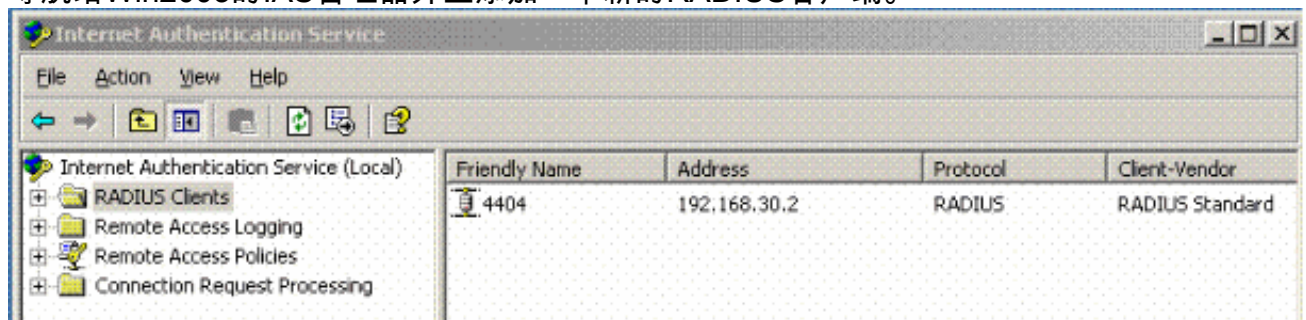 Internet Authentication Service
File Action View Help
Internet Authentication Service (Local)
RADIUS Clients
Remote Access Logging
Remote Access Policies
Connection Request Processing
Friendly Name Address Protocol Client-Vendor
4404 192.168.30.2 RADIUS RADIUS Standard